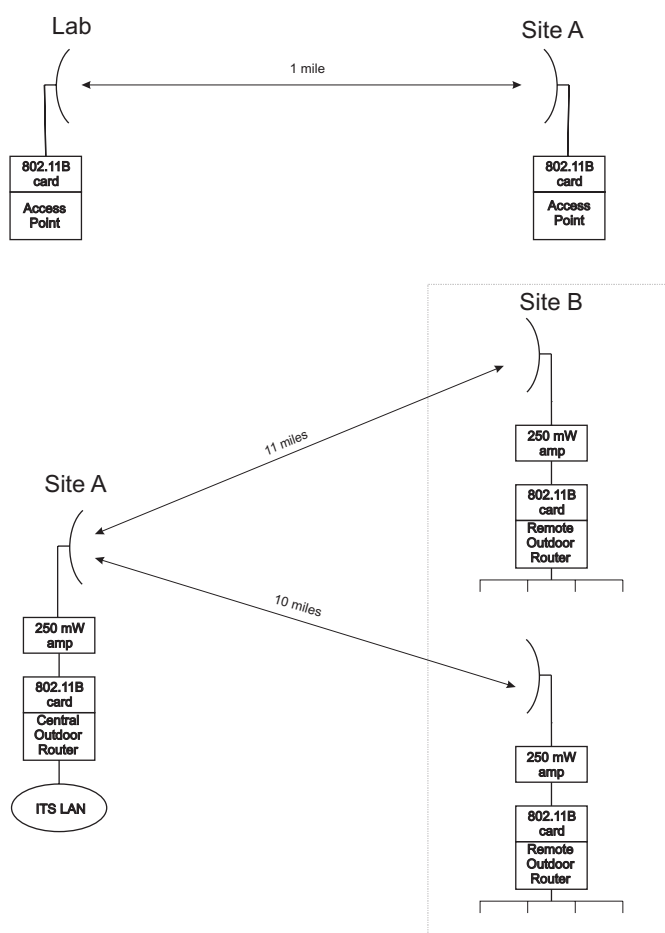 Lab
Site A
1 mile
802.11B
card
Access
Point
802.11B
card
Access
Point
Site B
11 miles
250 mW
amp
802.11B
card
Remote
Outdoor
Router
Site A
10 miles
250 mW
amp
802.11B
card
Central
Outdoor
Router
ITS LAN
250 mW
amp
802.11B
card
Remote
Outdoor
Router